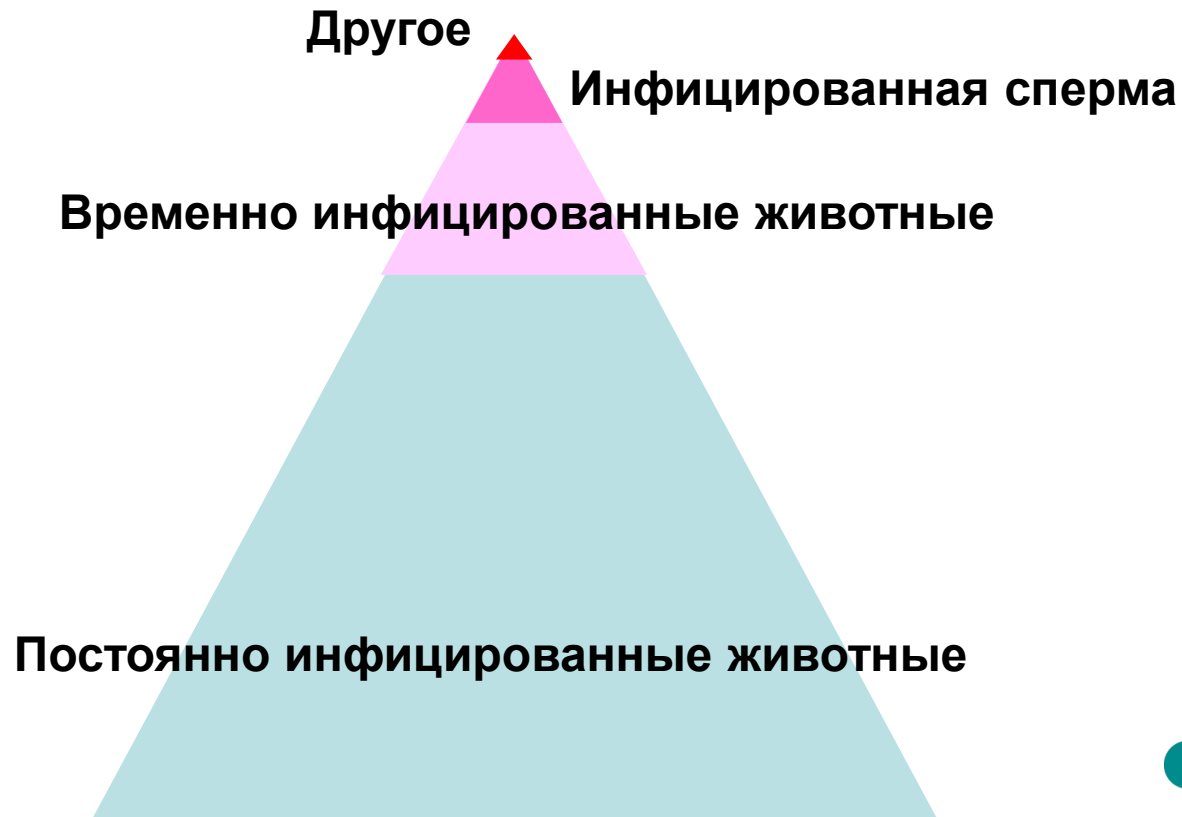 Другое
Инфицированная сперма
Временно инфицированные животные
Постоянно инфицированные животные